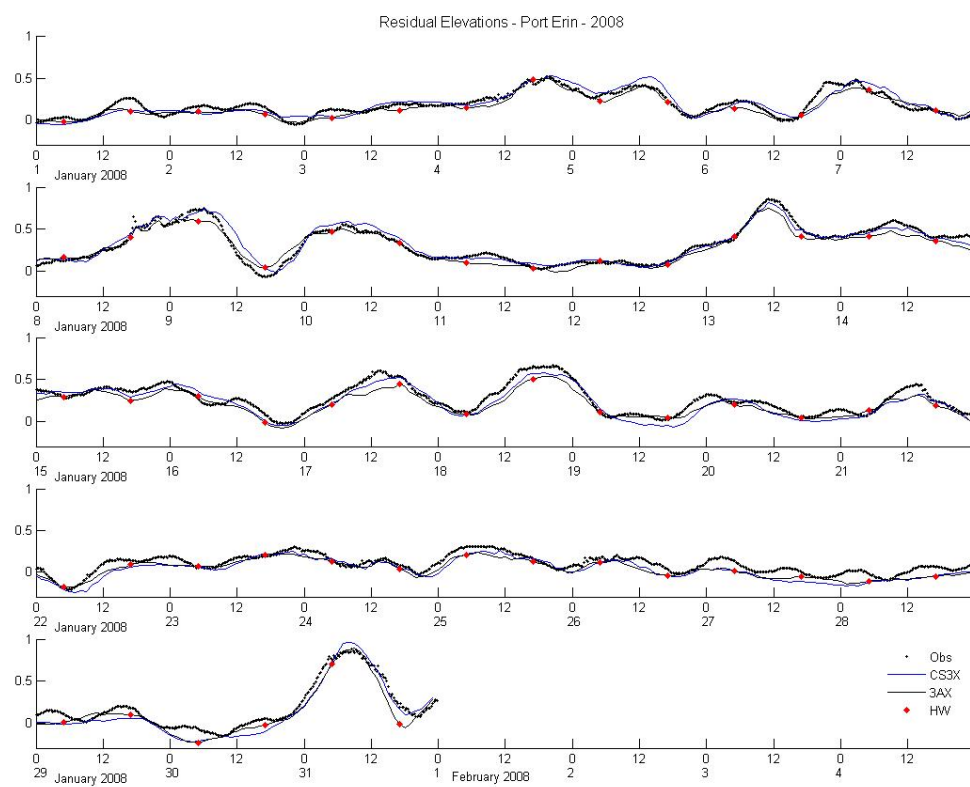 Residual Elevations - Port Erin - 2008
1
0.5
0
0 12 0 12 0 12 0 12 0 12 0 12 0 12
1 2 3 4 5 6 7
January 2008
1
0.5
0
0 12 0 12 0 12 0 12 0 12 0 12 0 12
8 9 10 11 12 13 14
January 2008
1
0.5
0
0 12 0 12 0 12 0 12 0 12 0 12 0 12
15 16 17 18 19 20 21
January 2008
1
0.5
0
0 12 0 12 0 12 0 12 0 12 0 12 0 12
22 23 24 25 26 27 28
January 2008
1
0.5
0
Obs
CS3X
3AX
HW
0 12 0 12 0 12 0 12 0 12 0 12 0 12
29 30 31 1 2 3 4
January 2008 February 2008